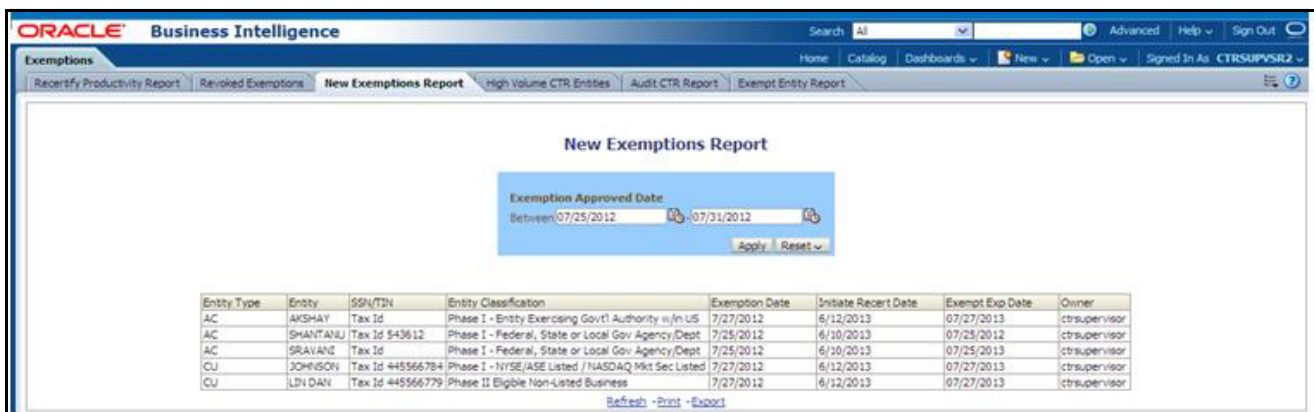 ORACLE Business Intelligence Search All Advanced Help Sign Out
Exemptions Home Catalog Dashboards New Open Signed In As CTRSUPVSR2
Recertify Productivity Report Revoked Exemptions New Exemptions Report High Volume CTR Entities Audit CTR Report Exempt Entity Report
New Exemptions Report
Exemption Approved Date
Between 07/25/2012 - 07/31/2012
Apply Reset
Entity Type Entity SSN/TIN Entity Classification Exemption Date Initiate Recert Date Exempt Exp Date Owner
AC AKSHAY Tax Id Phase I - Entity Exercising Govt'l Authority w/in US 7/27/2012 6/12/2013 07/27/2013 ctrsupervisor
AC SHANTANU Tax Id 543612 Phase I - Federal, State or Local Gov Agency/Dept 7/25/2012 6/10/2013 07/25/2012 ctrsupervisor
AC SRAVANI Tax Id Phase I - Federal, State or Local Gov Agency/Dept 7/25/2012 6/10/2013 07/25/2013 ctrsupervisor
CU JOHNSON Tax Id 445566784 Phase I - NYSE/ASE Listed / NASDAQ Mkt Sec Listed 7/27/2012 6/12/2013 07/27/2013 ctrsupervisor
CU LIN DAN Tax Id 445566779 Phase II Eligible Non-Listed Business 7/27/2012 6/12/2013 07/27/2013 ctrsupervisor
Refresh - Print - Export